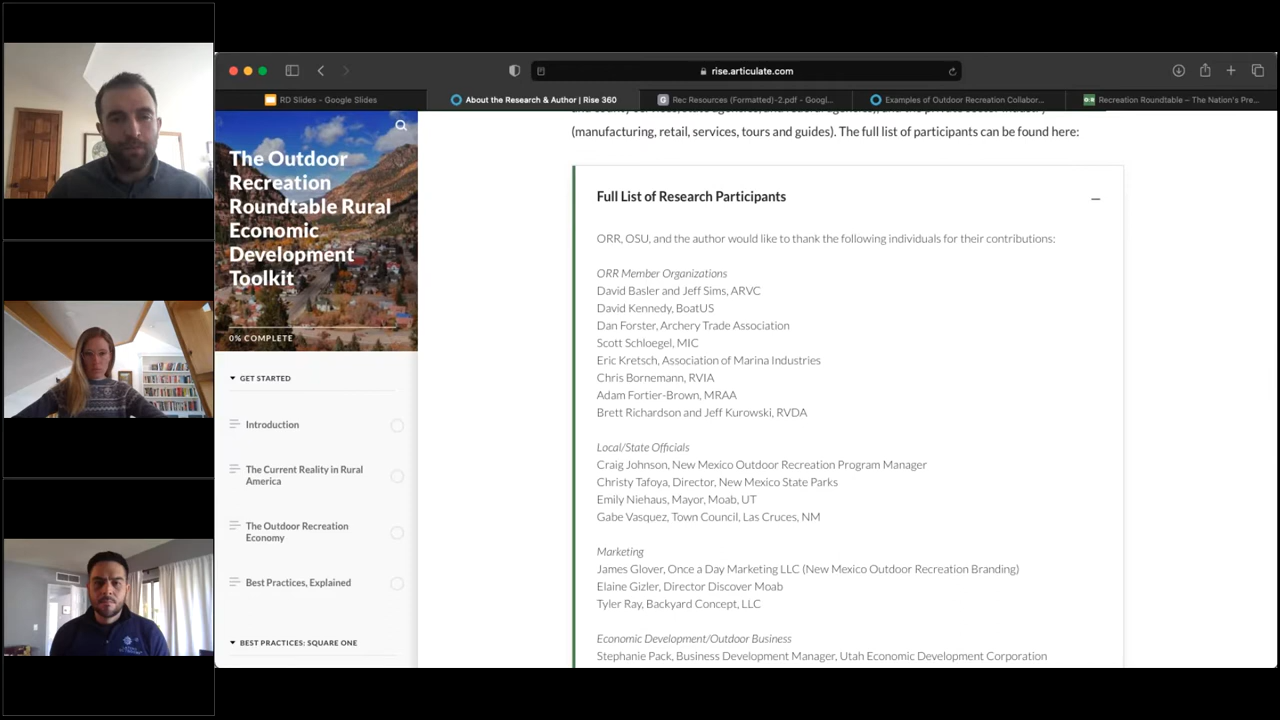 rise.articulate.com
RD Slides - Google Slides
About the Research & Author | Rise 360
Rec Resources (Formatted)-2.pdf - Googl...
Examples of Outdoor Recreation Collabor...
Recreation Roundtable – The Nation's Pre...
The Outdoor
Recreation
Roundtable Rural
Economic
Development
Toolkit
0% COMPLETE
GET STARTED
Introduction
The Current Reality in Rural
America
The Outdoor Recreation
Economy
Best Practices, Explained
BEST PRACTICES: SQUARE ONE
(manufacturing, retail, services, tours and guides). The full list of participants can be found here:
Full List of Research Participants
ORR, OSU, and the author would like to thank the following individuals for their contributions:
ORR Member Organizations
David Basler and Jeff Sims, ARVC
David Kennedy, BoatUS
Dan Forster, Archery Trade Association
Scott Schloegel, MIC
Eric Kretsch, Association of Marina Industries
Chris Bornemann, RVIA
Adam Fortier-Brown, MRAA
Brett Richardson and Jeff Kurowski, RVDA
Local/State Officials
Craig Johnson, New Mexico Outdoor Recreation Program Manager
Christy Tafoya, Director, New Mexico State Parks
Emily Niehaus, Mayor, Moab, UT
Gabe Vasquez, Town Council, Las Cruces, NM
Marketing
James Glover, Once a Day Marketing LLC (New Mexico Outdoor Recreation Branding)
Elaine Gizler, Director Discover Moab
Tyler Ray, Backyard Concept, LLC
Economic Development/Outdoor Business
Stephanie Pack, Business Development Manager, Utah Economic Development Corporation